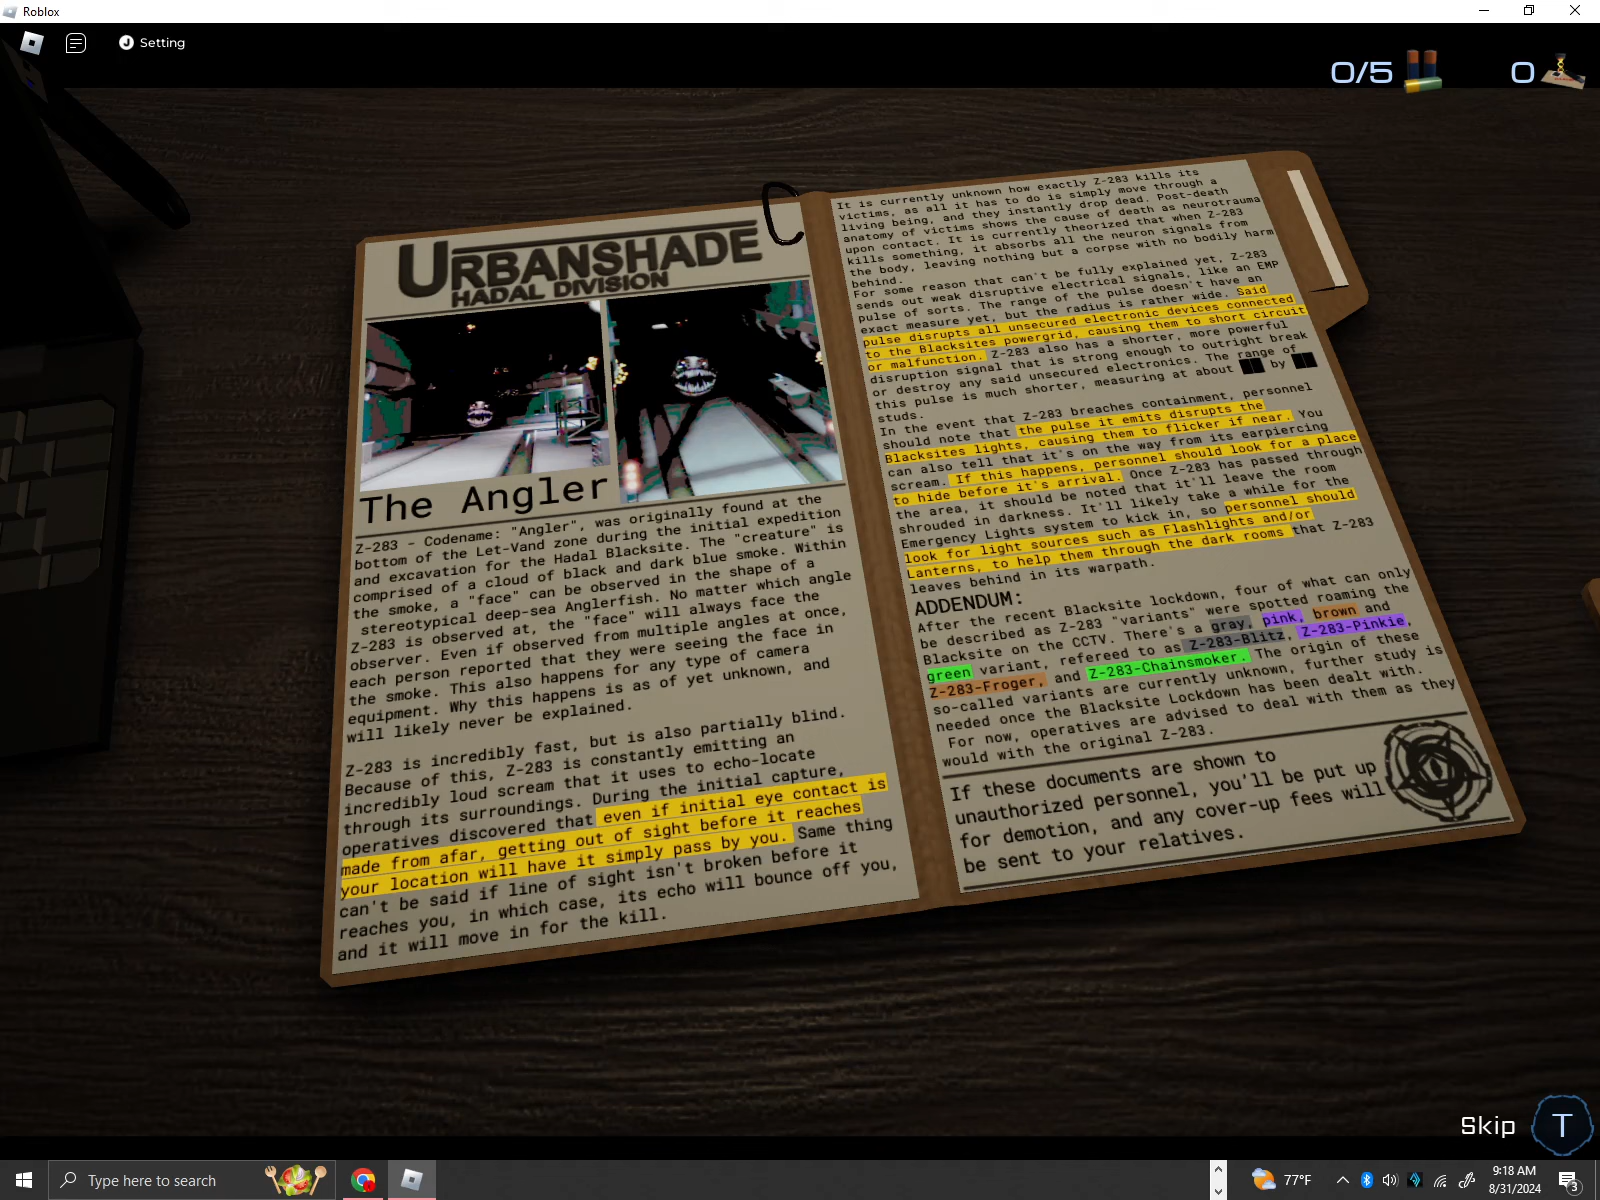 Roblox
Setting
0/5
0
URBANSHADE
HADAL DIVISION
The Angler
Z-283 - Codename: "Angler", was originally found at the
bottom of the Let-Vand zone during the initial expedition
and excavation for the Hadal Blacksite. The "creature" is
comprised of a cloud of black and dark blue smoke. Within
the smoke, a "face" can be observed in the shape of a
stereotypical deep-sea Anglerfish. No matter which angle
Z-283 is observed at, the "face" will always face the
observer. Even if observed from multiple angles at once,
each person reported that they were seeing the face in
the smoke. This also happens for any type of camera
equipment. Why this happens is as of yet unknown, and
will likely never be explained.
Z-283 is incredibly fast, but is also partially blind.
Because of this, Z-283 is constantly emitting an
incredibly loud scream that it uses to echo-locate
through its surroundings. During the initial capture,
operatives discovered that even if initial eye contact is
made from afar, getting out of sight before it reaches
your location will have it simply pass by you. Same thing
can't be said if line of sight isn't broken before it
reaches you, in which case, its echo will bounce off you,
and it will move in for the kill.
It is currently unknown how exactly Z-283 kills its
victims, as all it has to do is simply move through a
living being, and they instantly drop dead. Post-death
anatomy of victims shows the cause of death as neurotrauma
upon contact. It is currently theorized that when Z-283
kills something, it absorbs all the neuron signals from
the body, leaving nothing but a corpse with no bodily harm
behind.
For some reason that can't be fully explained yet, Z-283
sends out weak disruptive electrical signals, like an EMP
pulse of sorts. The range of the pulse doesn't have an
exact measure yet, but the radius is rather wide. Said
pulse disrupts all unsecured electronic devices connected
to the Blacksites powergrid, causing them to short circuit
or malfunction. Z-283 also has a shorter, more powerful
disruption signal that is strong enough to outright break
or destroy any said unsecured electronics. The range of
this pulse is much shorter, measuring at about by
studs.
In the event that Z-283 breaches containment, personnel
should note that the pulse it emits disrupts the
Blacksites lights, causing them to flicker if near. You
can also tell that it's on the way from its earpiercing
scream. If this happens, personnel should look for a place
to hide before it's arrival. Once Z-283 has passed through
the area, it should be noted that it'll leave the room
shrouded in darkness. It'll likely take a while for the
Emergency Lights system to kick in, so personnel should
look for light sources such as Flashlights and/or
Lanterns, to help them through the dark rooms that Z-283
leaves behind in its warpath.
ADDENDUM:
After the recent Blacksite lockdown, four of what can only
be described as Z-283 "variants" were spotted roaming the
Blacksite on the CCTV. There's a gray, pink, brown and
green variant, refereed to as Z-283-Blitz, Z-283-Pinkie,
Z-283-Froger, and Z-283-Chainsmoker. The origin of these
so-called variants are currently unknown, further study is
needed once the Blacksite Lockdown has been dealt with.
For now, operatives are advised to deal with them as they
would with the original Z-283.
If these documents are shown to
unauthorized personnel, you'll be put up
for demotion, and any cover-up fees will
be sent to your relatives.
Skip T
Type here to search
77°F
9:18 AM
8/31/2024
3